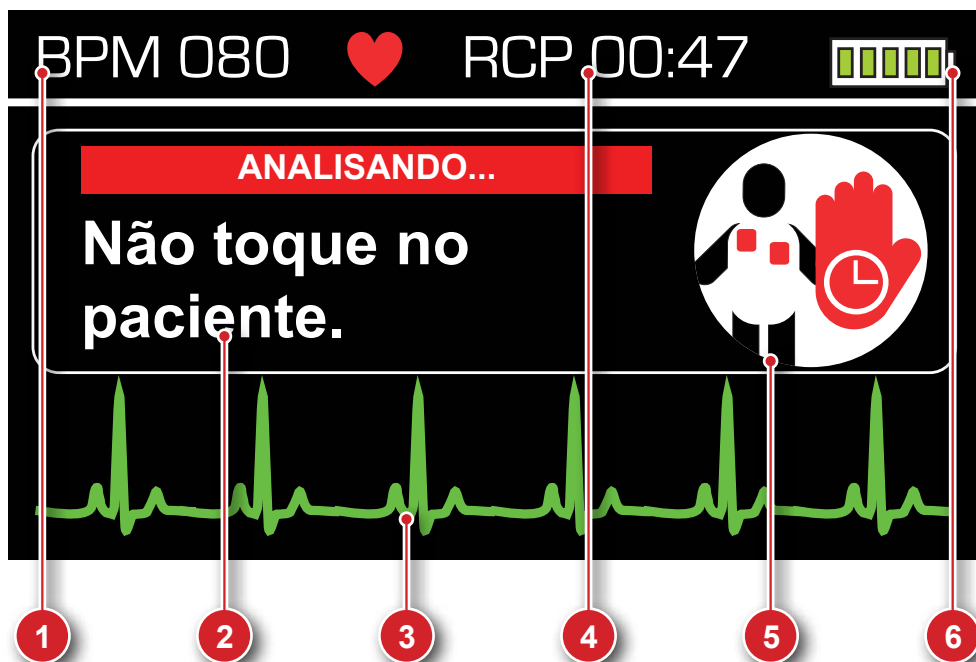 BPM 080 RCP 00:47
ANALISANDO...
Não toque no
paciente.
1 2 3 4 5 6